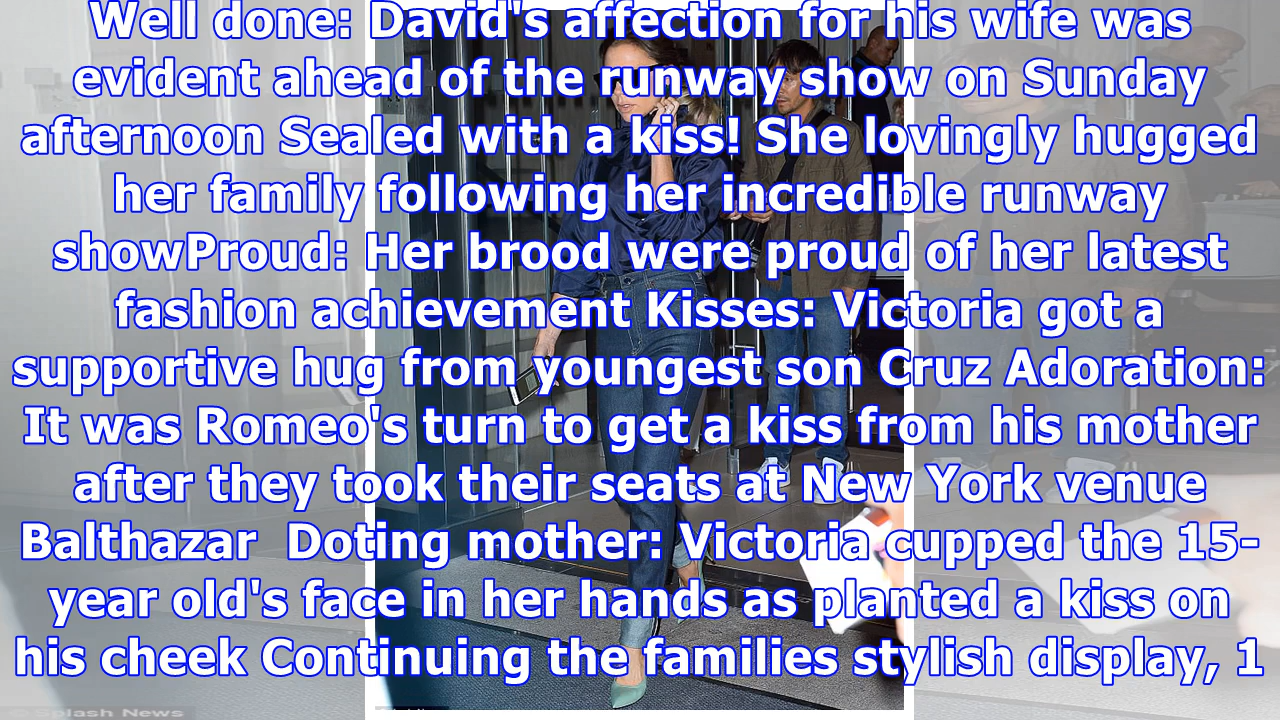 Well done: David's affection for his wife was
evident ahead of the runway show on Sunday
afternoon Sealed with a kiss! She lovingly hugged
her family following her incredible runway
showProud: Her brood were proud of her latest
fashion achievement Kisses: Victoria got a
supportive hug from youngest son Cruz Adoration:
It was Romeo's turn to get a kiss from his mother
after they took their seats at New York venue
Balthazar  Doting mother: Victoria cupped the 15-
year old's face in her hands as planted a kiss on
his cheek Continuing the families stylish display, 1
Splash News